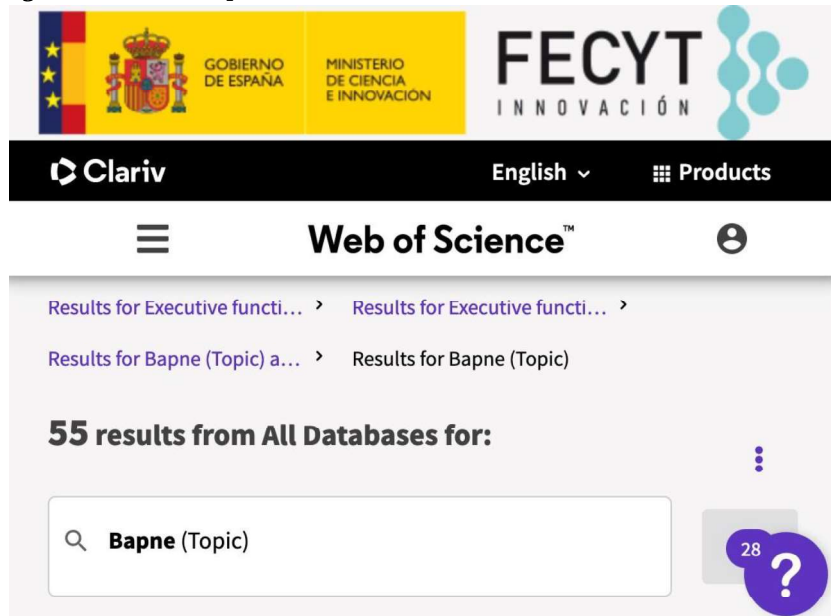 GOBIERNO
DE ESPAÑA
MINISTERIO
DE CIENCIA
E INNOVACIÓN
FECYT
INNOVACIÓN
Clariv
English
Products
Web of Science™
Results for Executive functi... >
Results for Executive functi... >
Results for Bapne (Topic) a... >
Results for Bapne (Topic)
55 results from All Databases for:
Bapne (Topic)
28
?